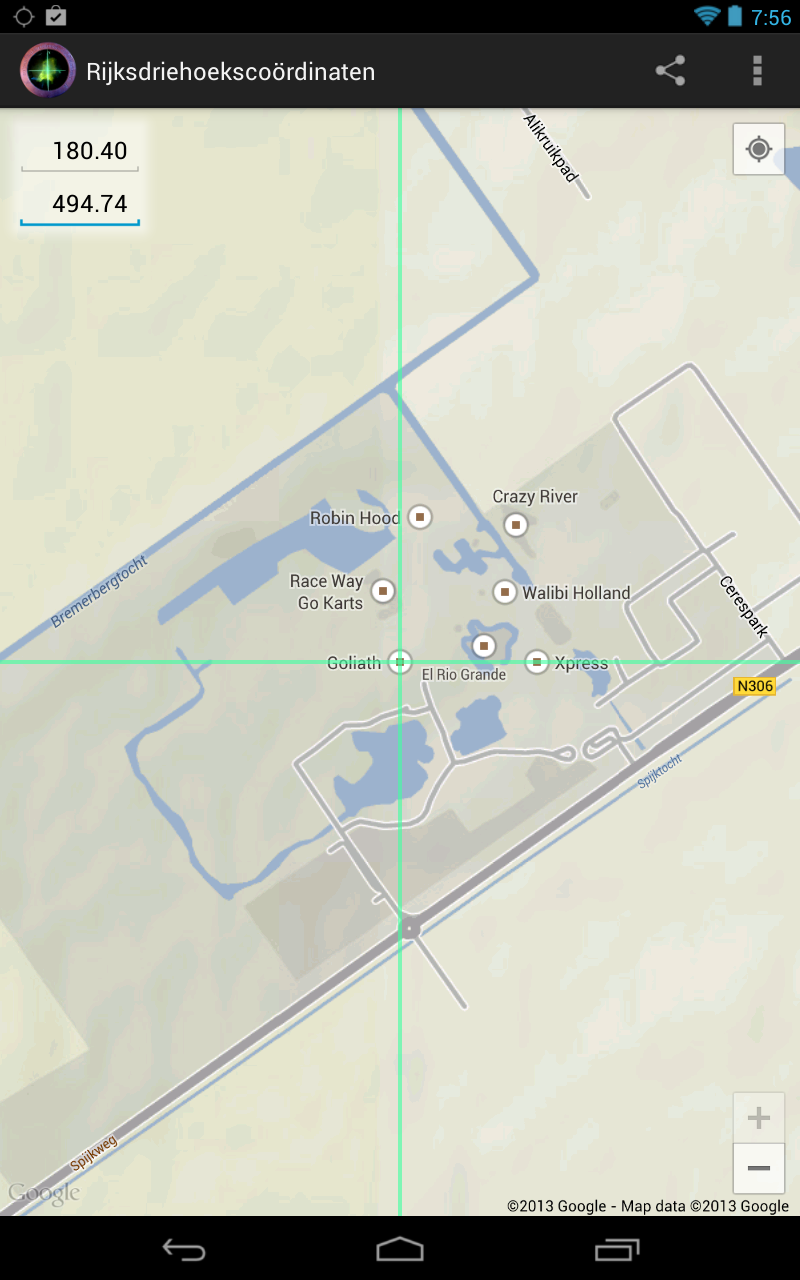 7:56
Rijksdriehoekscoördinaten
180.40
494.74
Alikruikpad
Crazy River
Robin Hood
Bremerbergtocht
Race Way
Go Karts
Walibi Holland
Cerespark
Goliath
El Rio Grande
Xpress
N306
Spijktocht
Spijkweg
Google
©2013 Google - Map data ©2013 Google